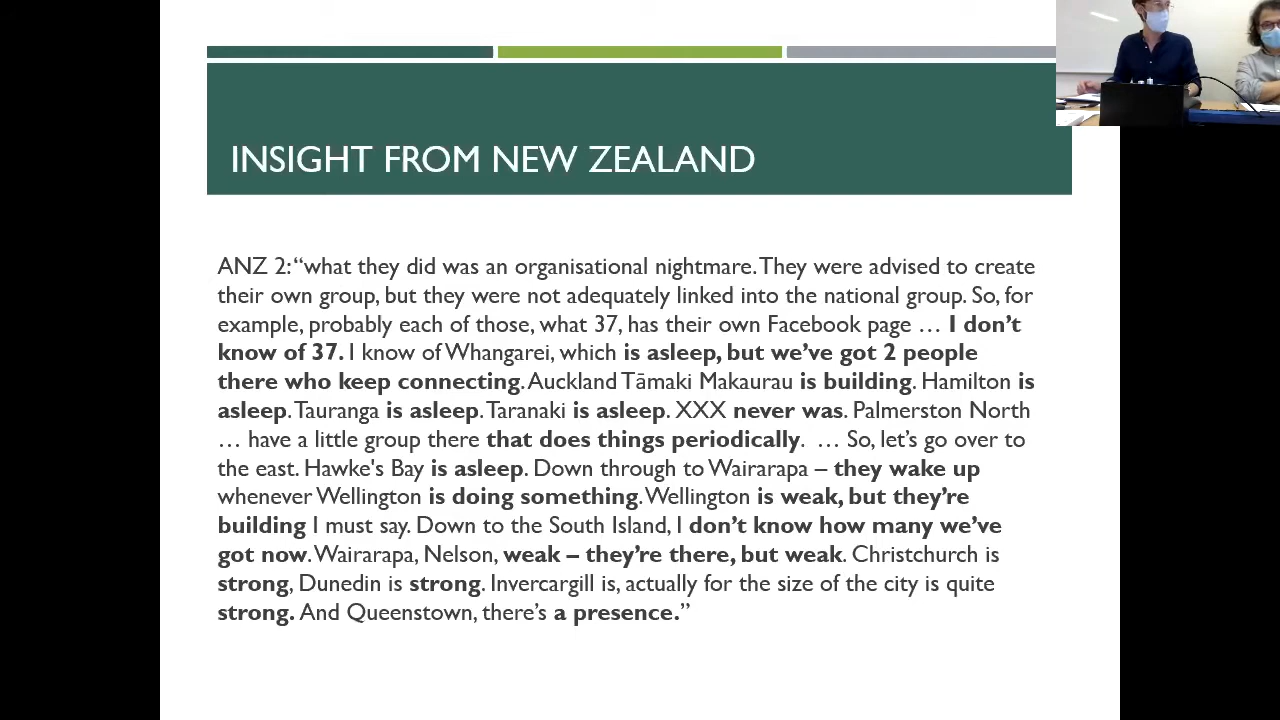 INSIGHT FROM NEW ZEALAND
ANZ 2: “what they did was an organisational nightmare. They were advised to create
their own group, but they were not adequately linked into the national group. So, for
example, probably each of those, what 37, has their own Facebook page … I don’t
know of 37. I know of Whangarei, which is asleep, but we’ve got 2 people
there who keep connecting. Auckland Tāmaki Makaurau is building. Hamilton is
asleep. Tauranga is asleep. Taranaki is asleep. XXX never was. Palmerston North
… have a little group there that does things periodically.  … So, let’s go over to
the east. Hawke's Bay is asleep. Down through to Wairarapa – they wake up
whenever Wellington is doing something. Wellington is weak, but they’re
building I must say. Down to the South Island, I don’t know how many we’ve
got now. Wairarapa, Nelson, weak – they’re there, but weak. Christchurch is
strong, Dunedin is strong. Invercargill is, actually for the size of the city is quite
strong. And Queenstown, there’s a presence.”